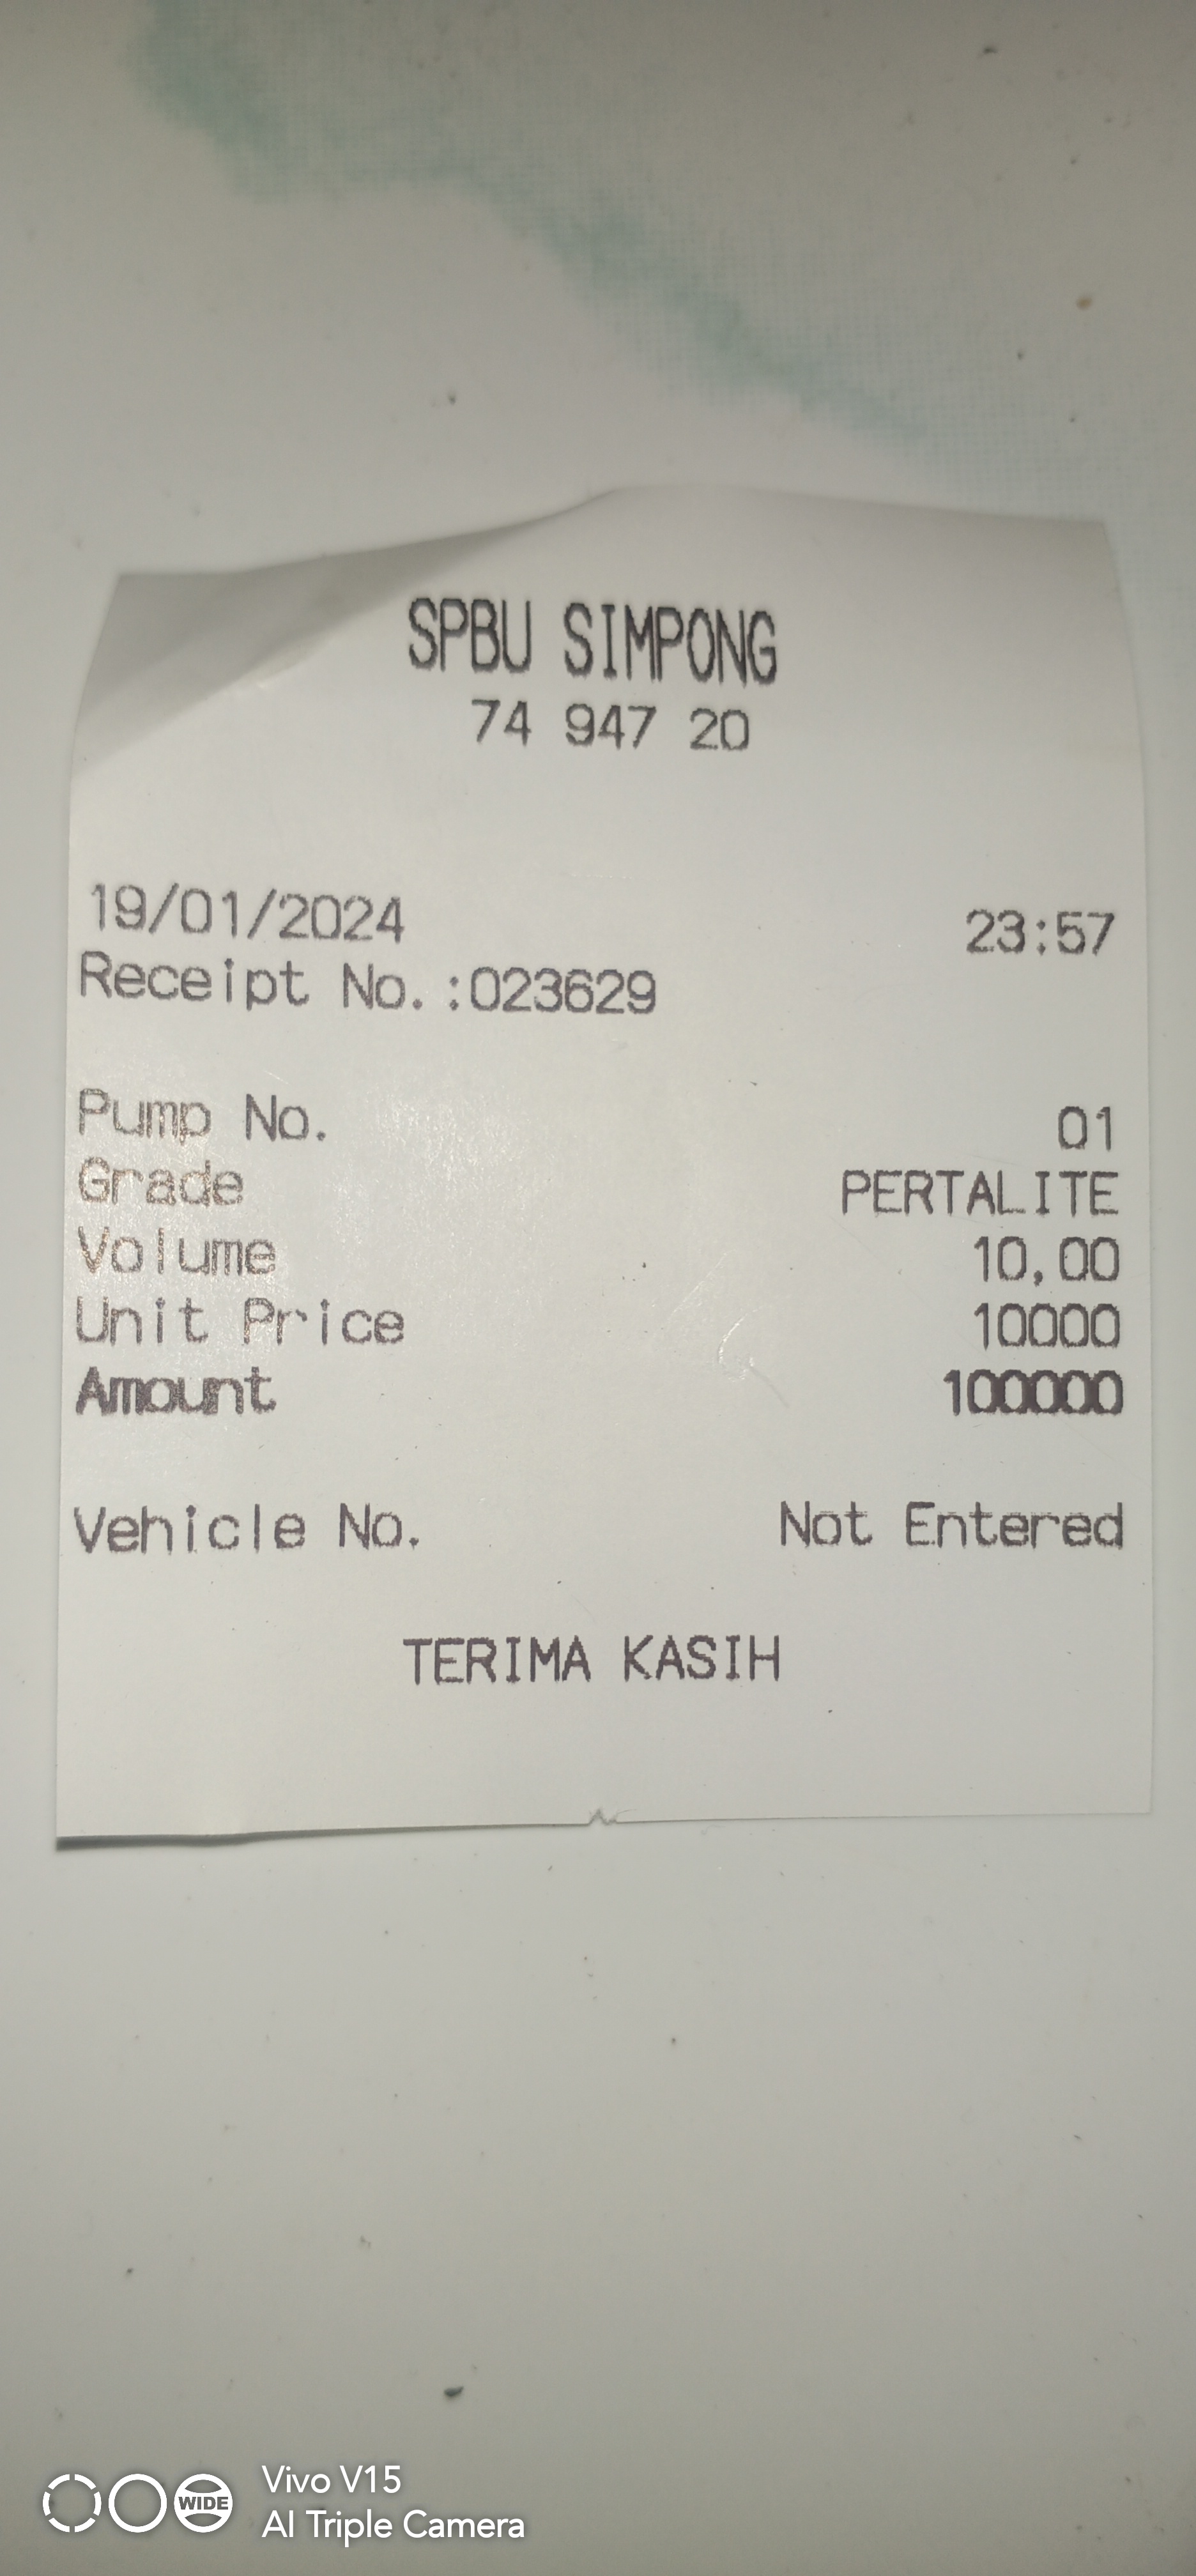 SPBU SIMPONG
74 947 20
19/01/2024 23:57
Receipt No.:023629
Pump No. 01
Grade PERTALITE
Volume 10,00
Unit Price 10000
Amount 100000
Vehicle No. Not Entered
TERIMA KASIH
WIDE
Vivo V15
AI Triple Camera